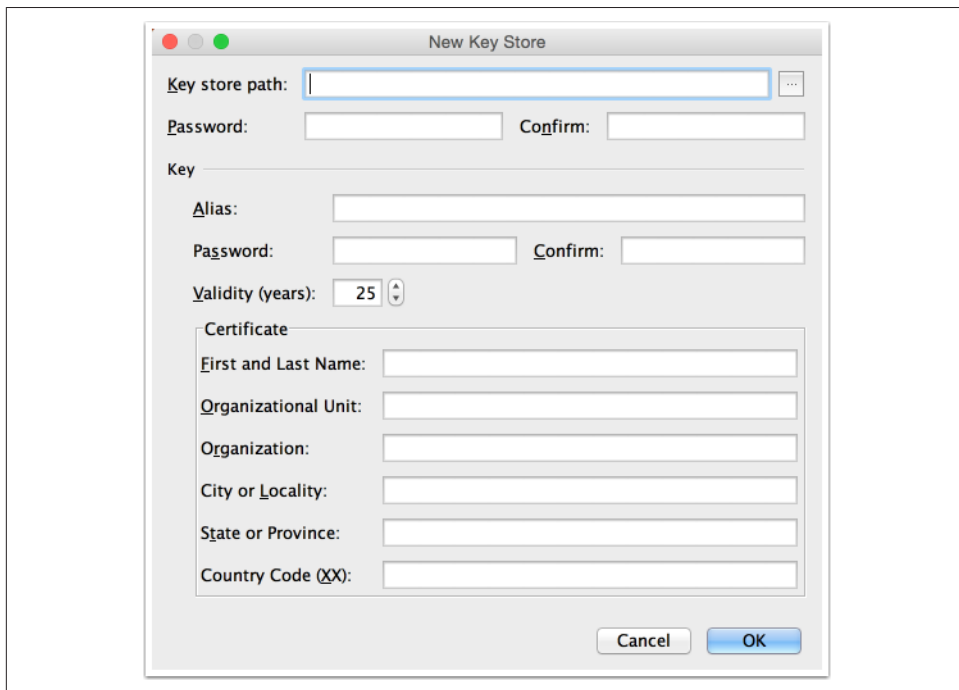 New Key Store
Key store path:
...
Password: Confirm:
Key
Alias:
Password: Confirm:
Validity (years): 25
Certificate
First and Last Name:
Organizational Unit:
Organization:
City or Locality:
State or Province:
Country Code (XX):
Cancel OK